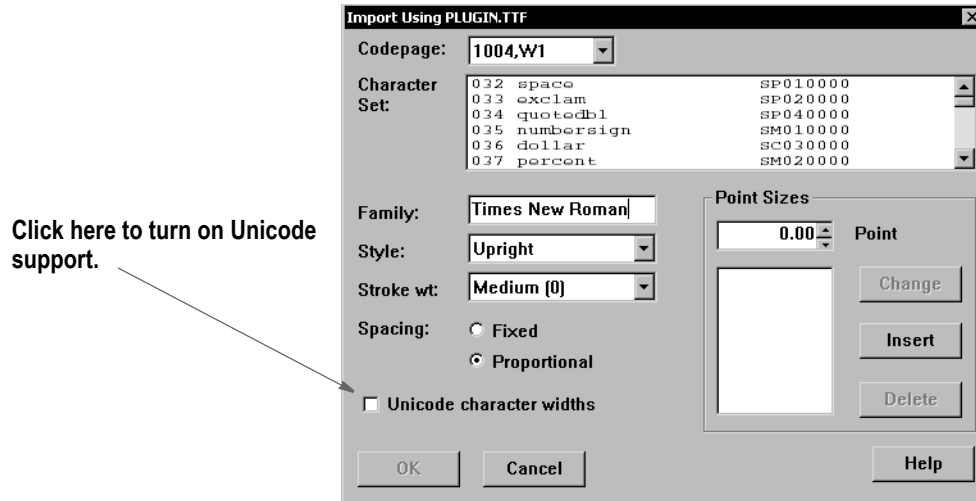 Import Using PLUGIN.TTF
Codepage: 1004,W1
Character Set:
032 space SP010000
033 exclam SP020000
034 quotedbl SP040000
035 numbersign SM010000
036 dollar SC030000
037 percent SM020000
Click here to turn on Unicode
support.
Family: Times New Roman
Style: Upright
Stroke wt: Medium (0)
Spacing: Fixed
Proportional
Unicode character widths
Point Sizes
0.00 Point
Change
Insert
Delete
OK
Cancel
Help